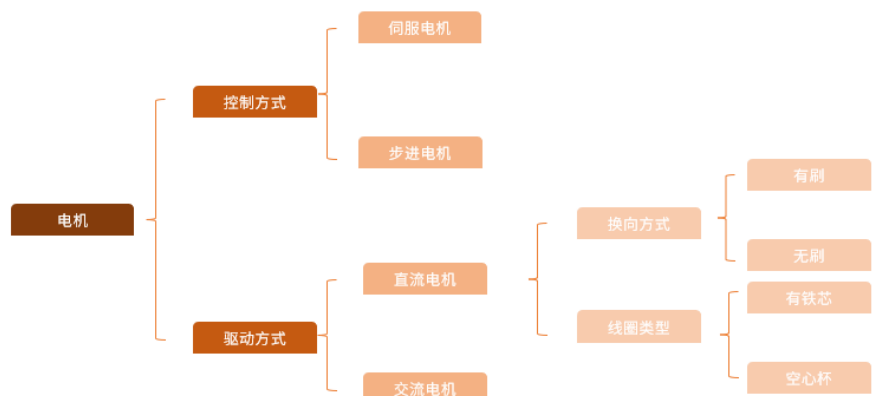 电机
控制方式
伺服电机
步进电机
驱动方式
直流电机
换向方式
有刷
无刷
线圈类型
有铁芯
空心杯
交流电机